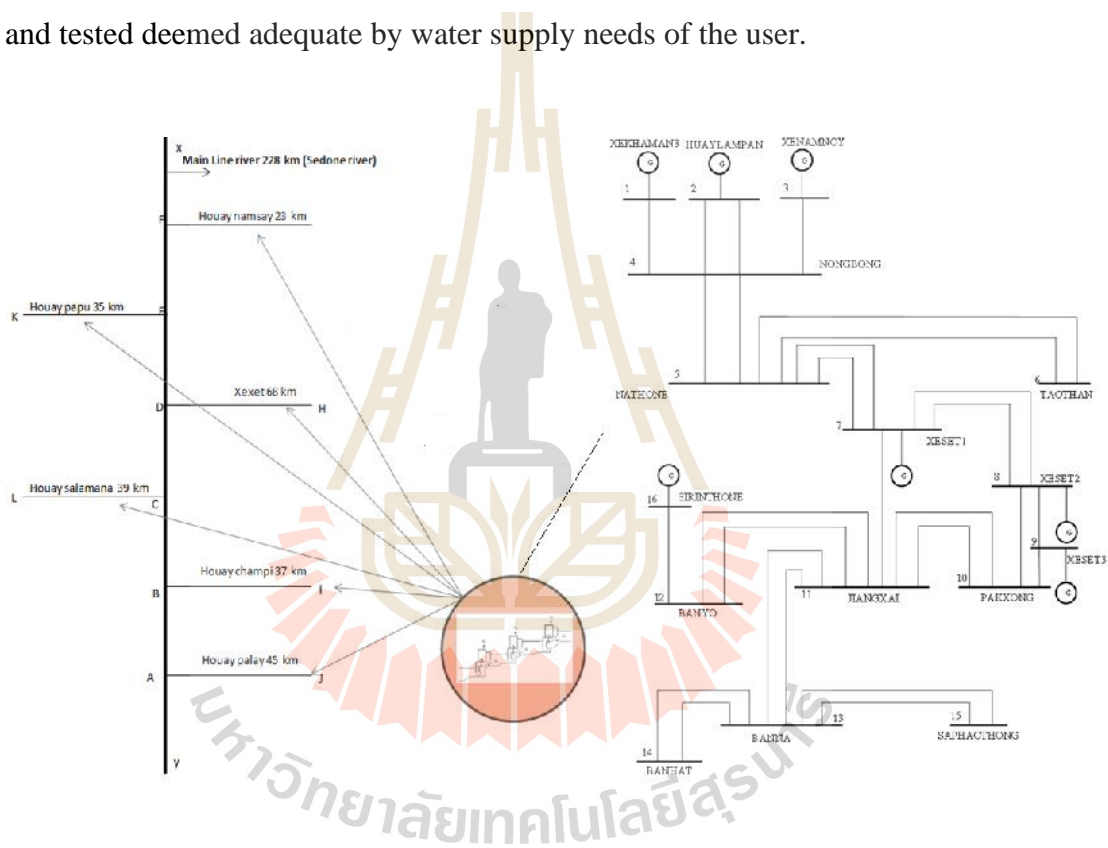 and tested deemed adequate by water supply needs of the user.
X
Main Line river 228 km (Sedone river)
F
Houay namsay 23 km
K
Houay papu 35 km
E
Xexet 68 km
D
H
L
Houay salamana 39 km
C
Houay champi 37 km
B
I
Houay palay 45 km
A
J
y
XEKHAMAN3
HUAYLAMPAN
XENAMNOY
G
G
G
1
2
3
4
NONGBONG
5
NATHONE
6
TAOTHAN
7
XESET1
G
8
XESET2
G
9
XESET3
G
10
PAKXONG
11
JIANGXAI
G
16
SIRINTHONE
12
BANYO
13
BANNA
14
BANHAT
15
SAPHAOTHONG
มหาวิทยาลัยเทคโนโลยีสุรนารี